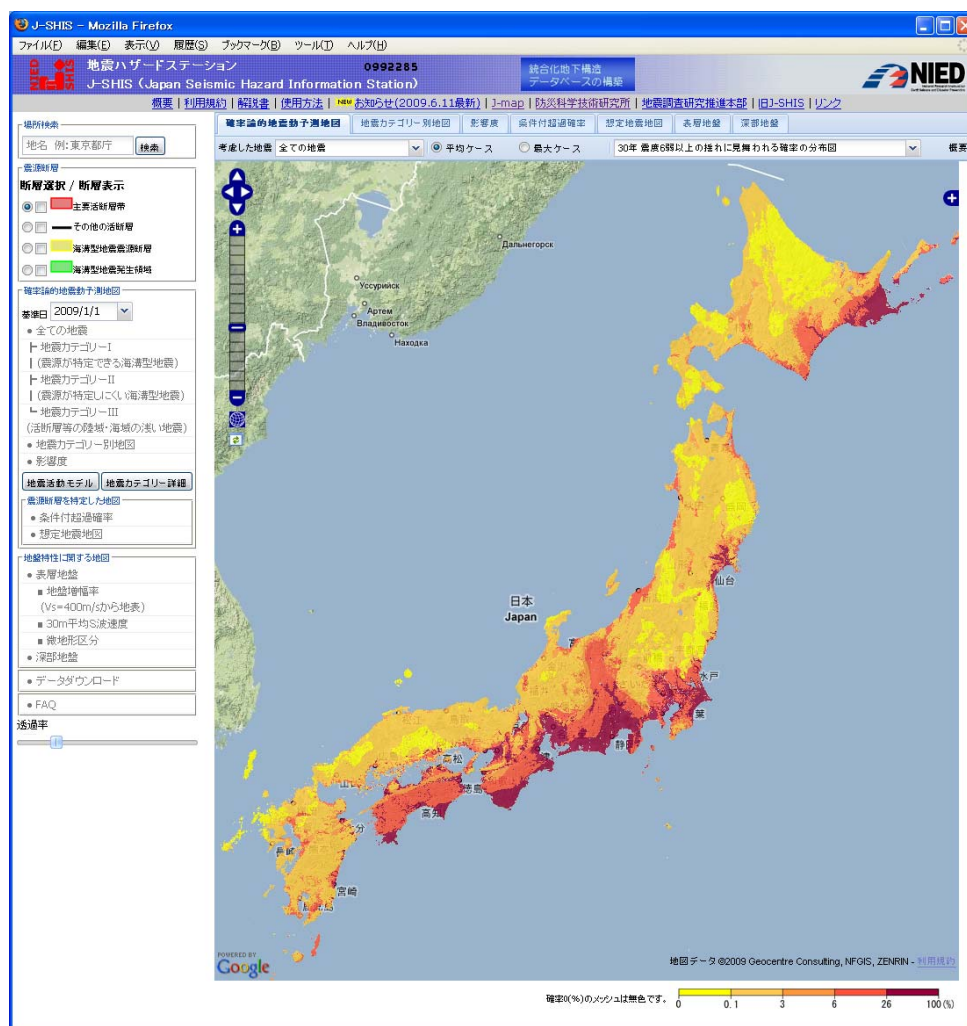 J-SHIS - Mozilla Firefox
ファイル(F) 編集(E) 表示(V) 履歴(S) ブックマーク(B) ツール(T) ヘルプ(H)
NIED J-SHIS
地震ハザードステーション 0992285
J-SHIS (Japan Seismic Hazard Information Station)
統合化地下構造
データベースの構築
NIED
概要 | 利用規約 | 解説書 | 使用方法 | NEW お知らせ(2009.6.11最新) | J-map | 防災科学技術研究所 | 地震調査研究推進本部 | 旧J-SHIS | リンク
場所検索
地名 例:東京都庁 検索
震源断層
断層選択 / 断層表示
主要活断層帯
その他の活断層
海溝型地震震源断層
海溝型地震発生領域
確率論的地震動予測地図
基準日 2009/1/1
全ての地震
地震カテゴリーI
(震源が特定できる海溝型地震)
地震カテゴリーII
(震源が特定しにくい海溝型地震)
地震カテゴリーIII
(活断層等の陸域・海域の浅い地震)
地震カテゴリー別地図
影響度
地震活動モデル 地震カテゴリー詳細
震源断層を特定した地図
条件付超過確率
想定地震地図
地盤特性に関する地図
表層地盤
地盤増幅率
(Vs=400m/sから地表)
30m平均S波速度
微地形区分
深部地盤
データダウンロード
FAQ
透過率
確率論的地震動予測地図 地震カテゴリー別地図 影響度 条件付超過確率 想定地震地図 表層地盤 深部地盤
考慮した地震 全ての地震 平均ケース 最大ケース 30年 震度6弱以上の揺れに見舞われる確率の分布図 概要
Дальнегорск
Уссурийск
Артем
Владивосток
Находка
仙台
日本
Japan
水戸
葉
高松
徳島
高知
長崎
宮崎
POWERED BY
Google
地図データ ©2009 Geocentre Consulting, NFGIS, ZENRIN - 利用規約
確率0(%)のメッシュは無色です。
0 0.1 3 6 26 100(%)